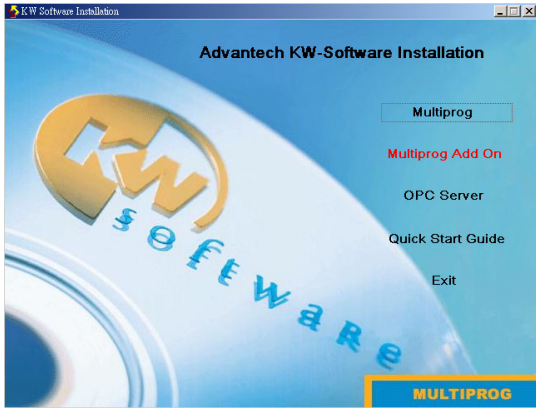 KW Software Installation
Advantech KW-Software Installation
Multiprog
Multiprog Add On
OPC Server
Quick Start Guide
Exit
KW
software
MULTIPROG